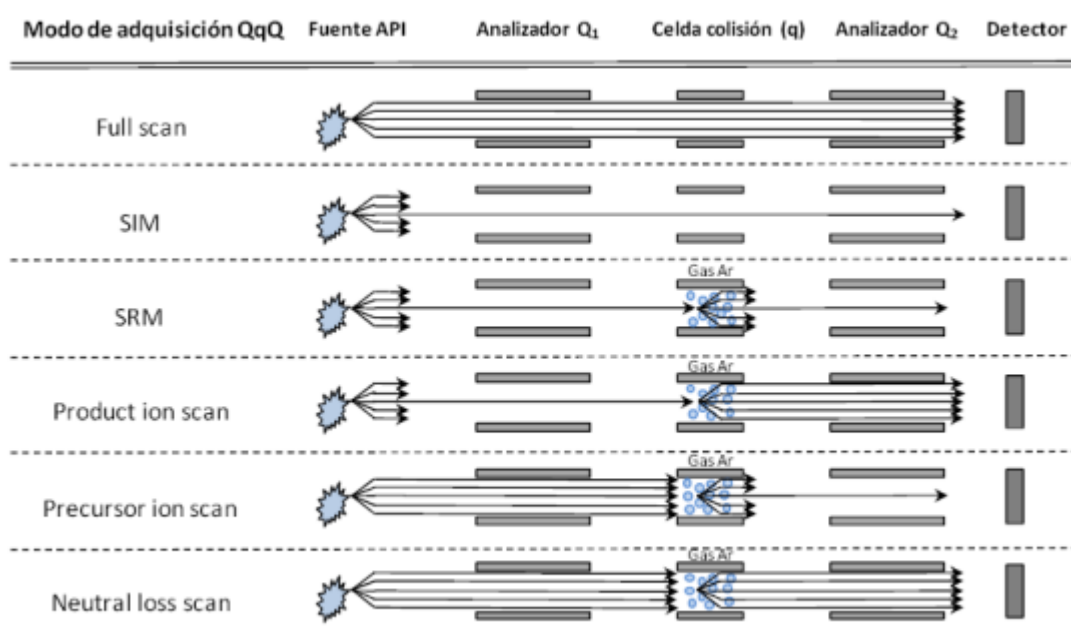 Modo de adquisición QqQ Fuente API Analizador Q₁ Celda colisión (q) Analizador Q₂ Detector
Full scan
SIM
Gas Ar
SRM
Gas Ar
Product ion scan
Gas Ar
Precursor ion scan
Gas Ar
Neutral loss scan